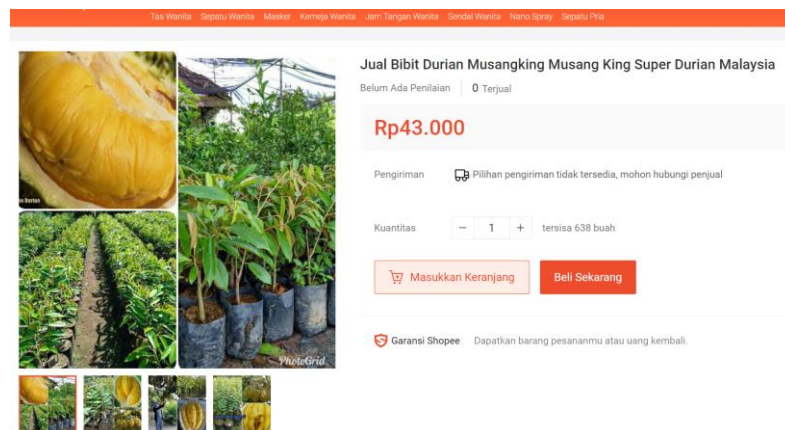 Tas Wanita Sepatu Wanita Masker Kemeja Wanita Jam Tangan Wanita Sendal Wanita Nano Spray Sepatu Pria
Jual Bibit Durian Musangking Musang King Super Durian Malaysia
Belum Ada Penilaian 0 Terjual
Rp43.000
Pengiriman Pilihan pengiriman tidak tersedia, mohon hubungi penjual
Kuantitas − 1 + tersisa 638 buah
Masukkan Keranjang Beli Sekarang
Garansi Shopee Dapatkan barang pesananmu atau uang kembali.
Durian
PhotoGrid